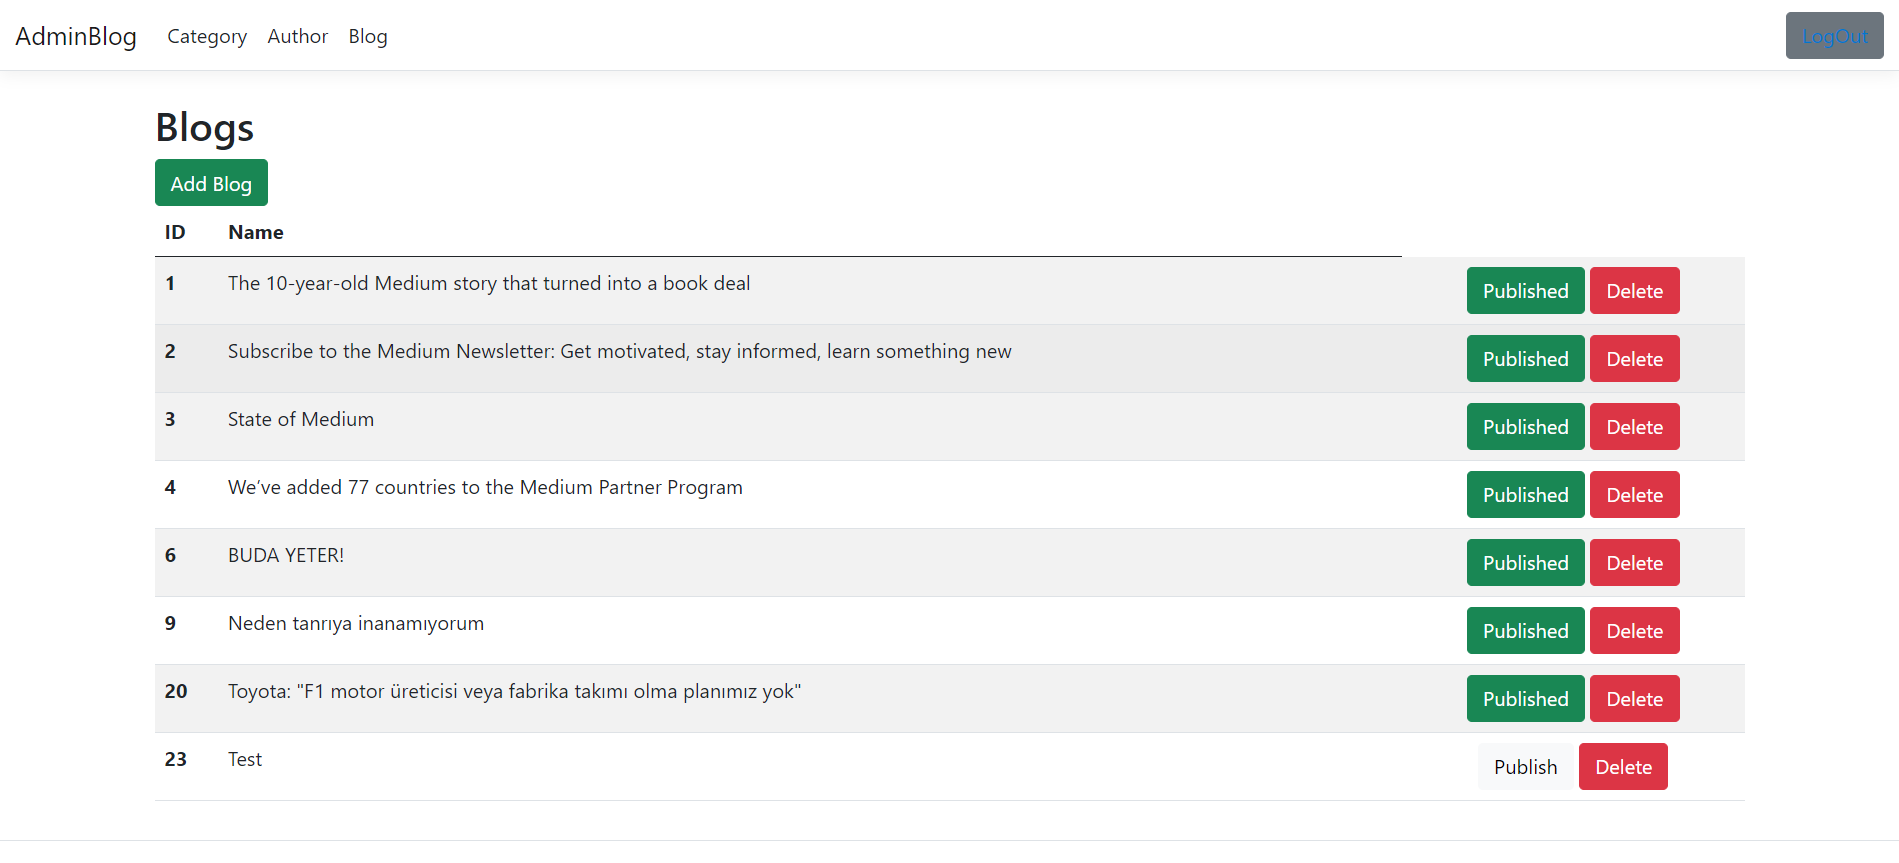 AdminBlog Category Author Blog LogOut
Blogs
Add Blog
ID Name
1 The 10-year-old Medium story that turned into a book deal Published Delete
2 Subscribe to the Medium Newsletter: Get motivated, stay informed, learn something new Published Delete
3 State of Medium Published Delete
4 We’ve added 77 countries to the Medium Partner Program Published Delete
6 BUDA YETER! Published Delete
9 Neden tanrıya inanamıyorum Published Delete
20 Toyota: "F1 motor üreticisi veya fabrika takımı olma planımız yok" Published Delete
23 Test Publish Delete